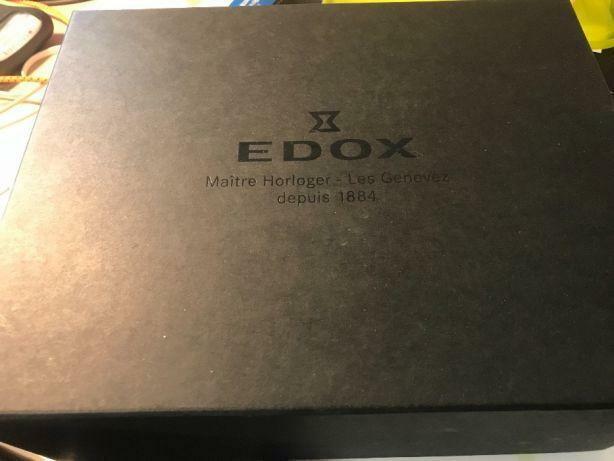 EDOX
Maître Horloger - Les Genevez
depuis 1884